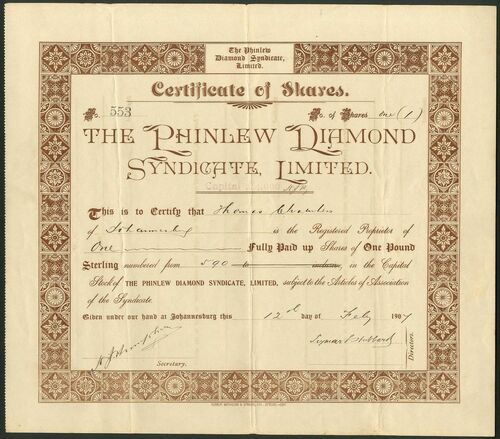 The Phinlew
Diamond Syndicate,
Limited.
Certificate of Shares.
No. 553 No. of Shares one (1)
THE PHINLEW DIAMOND
SYNDICATE, LIMITED.
Capital
This is to Certify that Thomas
of Johannesburg is the Registered Proprietor of
One Fully Paid up Shares of One Pound
Sterling numbered from 590 to inclusive, in the Capital
Stock of THE PHINLEW DIAMOND SYNDICATE, LIMITED, subject to the Articles of Association
of the Syndicate.
Given under our hand at Johannesburg this 12th day of Feby 1907
Secretary.
Directors.